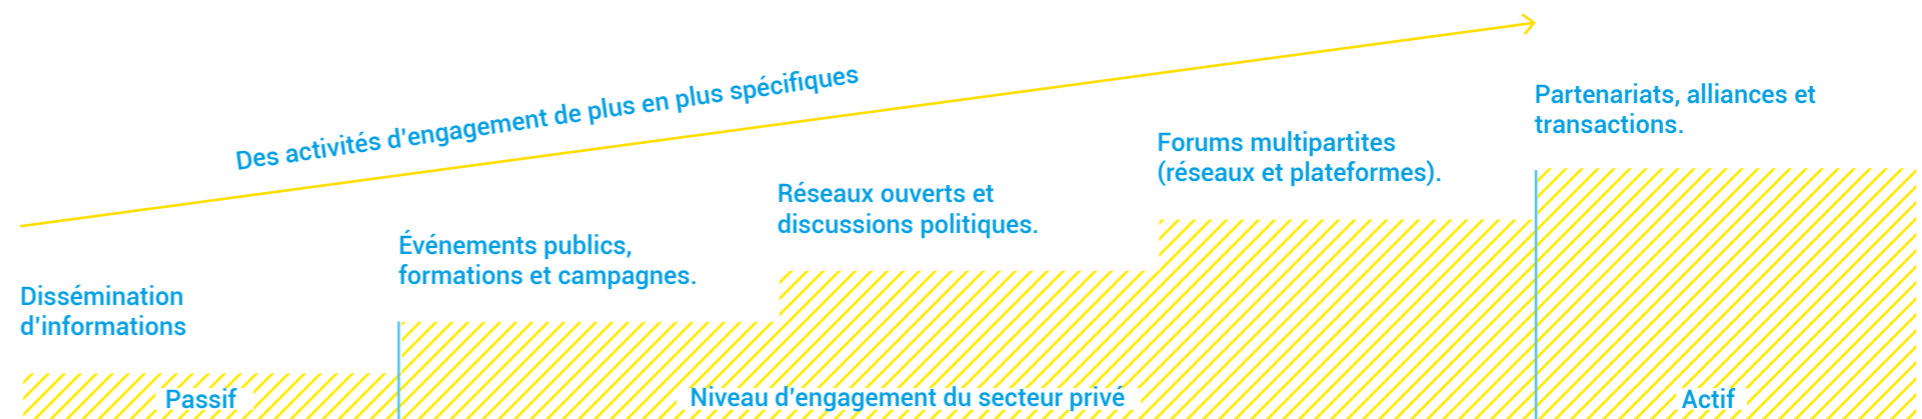 Des activités d'engagement de plus en plus spécifiques
Dissémination
d'informations
Événements publics,
formations et campagnes.
Réseaux ouverts et
discussions politiques.
Forums multipartites
(réseaux et plateformes).
Partenariats, alliances et
transactions.
Passif
Niveau d'engagement du secteur privé
Actif